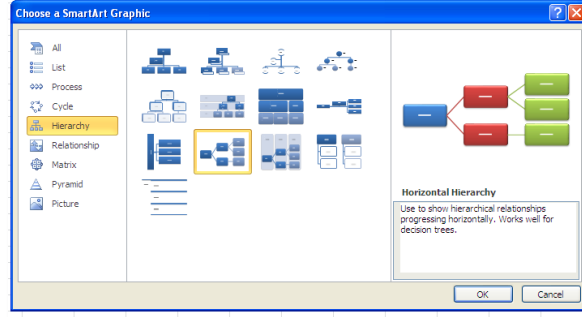 Choose a SmartArt Graphic
All
List
Process
Cycle
Hierarchy
Relationship
Matrix
Pyramid
Picture
Horizontal Hierarchy
Use to show hierarchical relationships
progressing horizontally. Works well for
decision trees.
OK
Cancel